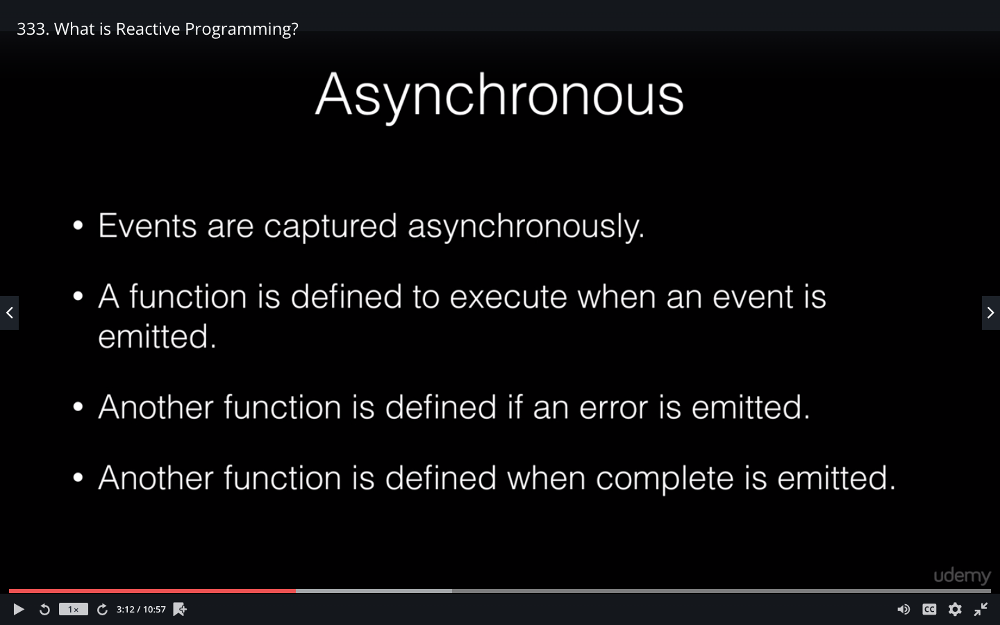 333. What is Reactive Programming?
Asynchronous
• Events are captured asynchronously.
• A function is defined to execute when an event is
emitted.
• Another function is defined if an error is emitted.
• Another function is defined when complete is emitted.
udemy
1x
3:12 / 10:57
CC